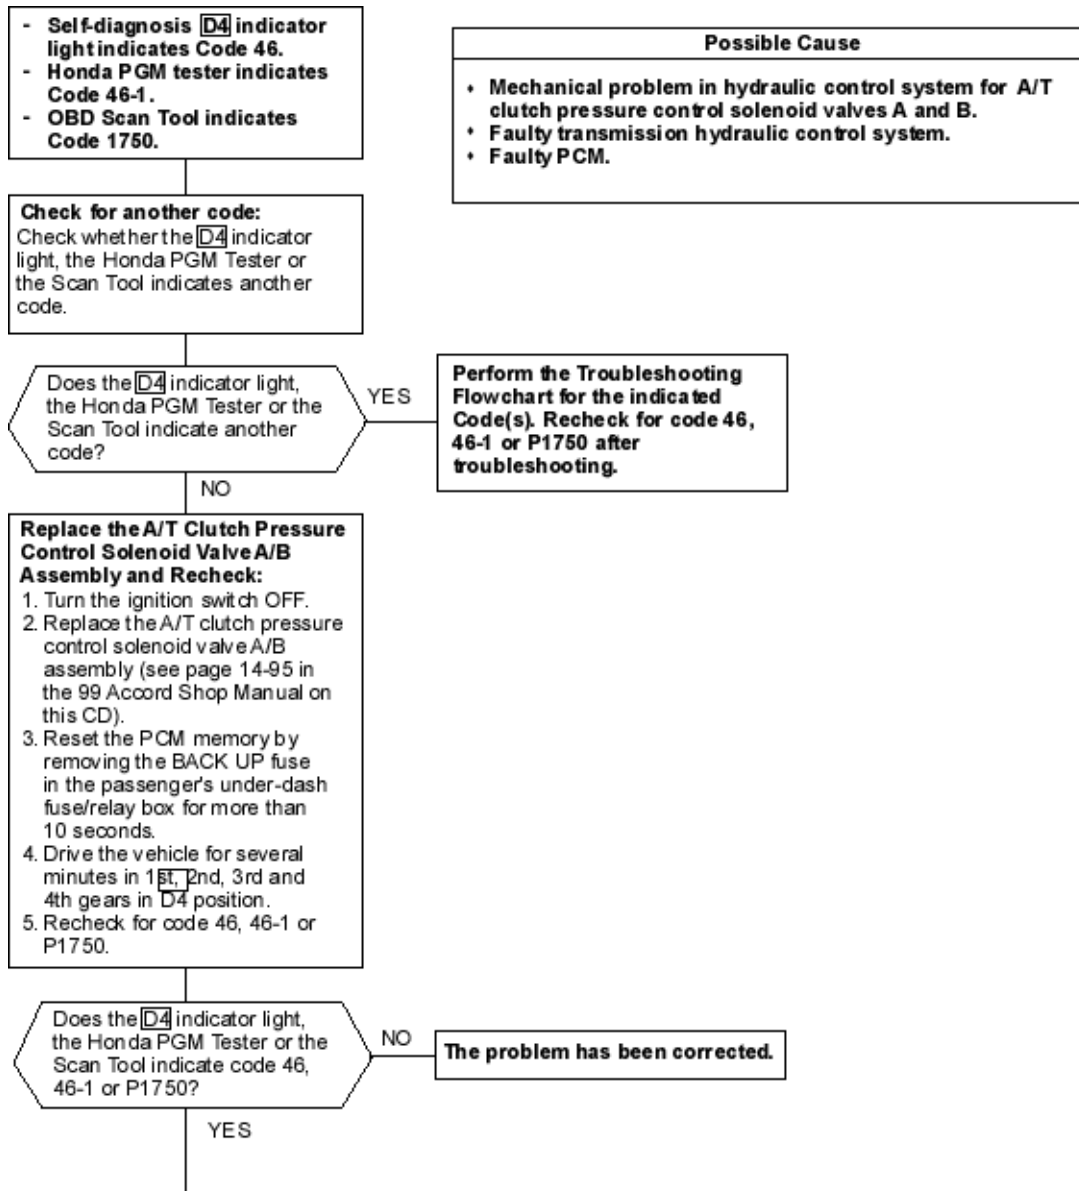 - Self-diagnosis D4 indicator
light indicates Code 46.
- Honda PGM tester indicates
Code 46-1.
- OBD Scan Tool indicates
Code 1750.
Possible Cause
• Mechanical problem in hydraulic control system for A/T
clutch pressure control solenoid valves A and B.
• Faulty transmission hydraulic control system.
• Faulty PCM.
Check for another code:
Check whether the D4 indicator
light, the Honda PGM Tester or
the Scan Tool indicates another
code.
Does the D4 indicator light,
the Honda PGM Tester or the
Scan Tool indicate another
code?
YES
Perform the Troubleshooting
Flowchart for the indicated
Code(s). Recheck for code 46,
46-1 or P1750 after
troubleshooting.
NO
Replace the A/T Clutch Pressure
Control Solenoid Valve A/B
Assembly and Recheck:
1. Turn the ignition switch OFF.
2. Replace the A/T clutch pressure
control solenoid valve A/B
assembly (see page 14-95 in
the 99 Accord Shop Manual on
this CD).
3. Reset the PCM memory by
removing the BACK UP fuse
in the passenger's under-dash
fuse/relay box for more than
10 seconds.
4. Drive the vehicle for several
minutes in 1st, 2nd, 3rd and
4th gears in D4 position.
5. Recheck for code 46, 46-1 or
P1750.
Does the D4 indicator light,
the Honda PGM Tester or the
Scan Tool indicate code 46,
46-1 or P1750?
NO
The problem has been corrected.
YES